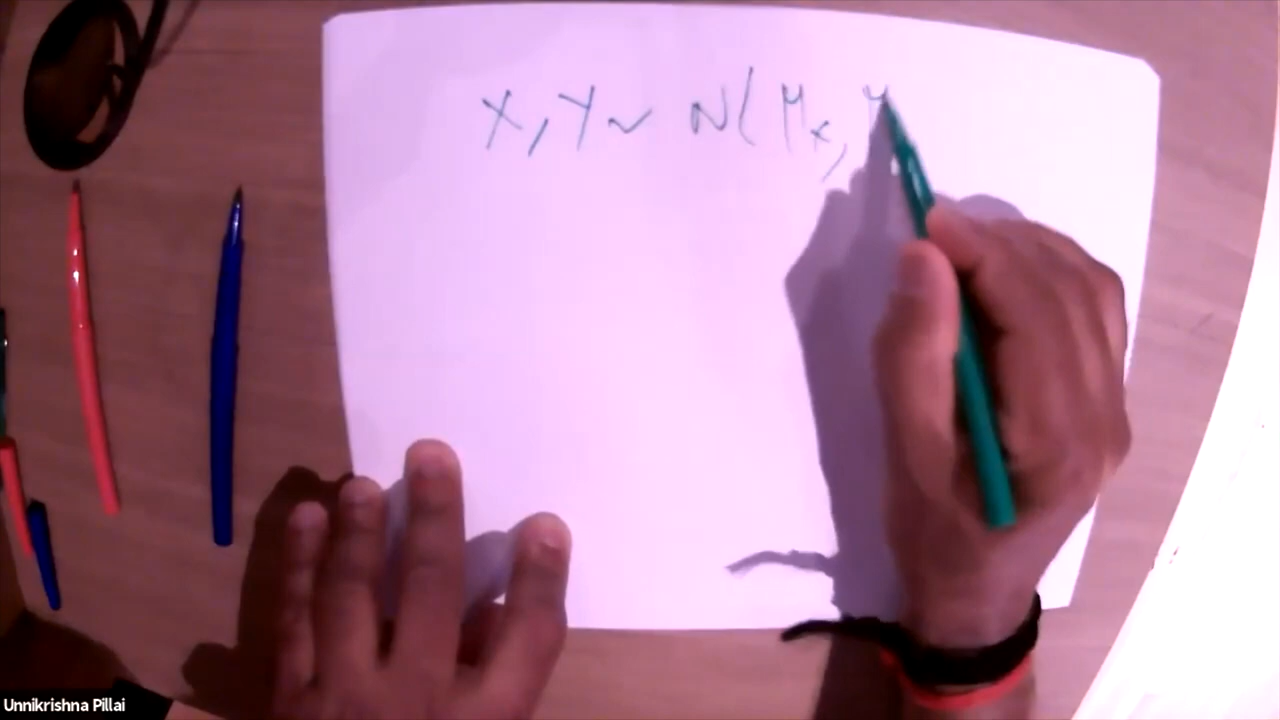 X, Y ~ N( μx, μ
Unnikrishna Pillai